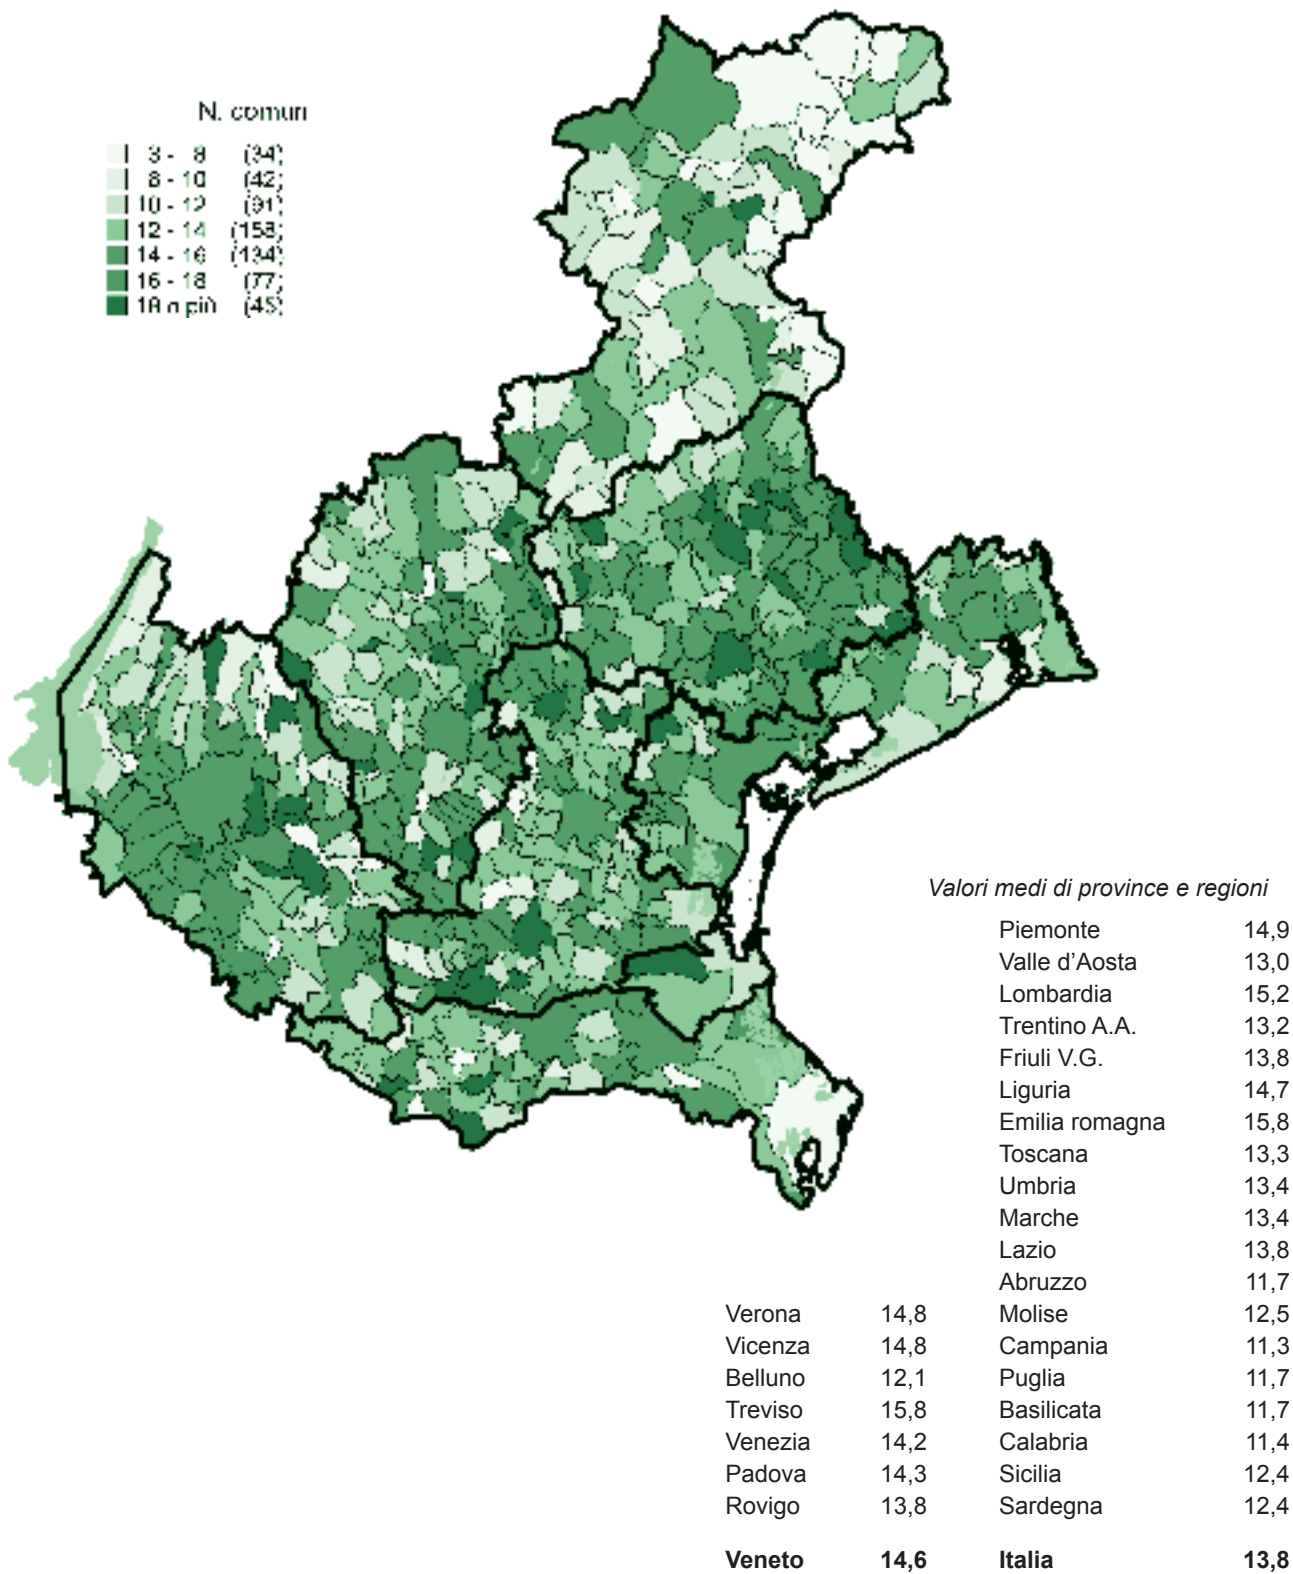 N. comuni
3 - 8 (34)
8 - 10 (42)
10 - 12 (91)
12 - 14 (158)
14 - 16 (134)
16 - 18 (77)
18 o più (45)
Valori medi di province e regioni
Piemonte 14,9
Valle d'Aosta 13,0
Lombardia 15,2
Trentino A.A. 13,2
Friuli V.G. 13,8
Liguria 14,7
Emilia romagna 15,8
Toscana 13,3
Umbria 13,4
Marche 13,4
Lazio 13,8
Abruzzo 11,7
Verona 14,8 Molise 12,5
Vicenza 14,8 Campania 11,3
Belluno 12,1 Puglia 11,7
Treviso 15,8 Basilicata 11,7
Venezia 14,2 Calabria 11,4
Padova 14,3 Sicilia 12,4
Rovigo 13,8 Sardegna 12,4
Veneto 14,6 Italia 13,8